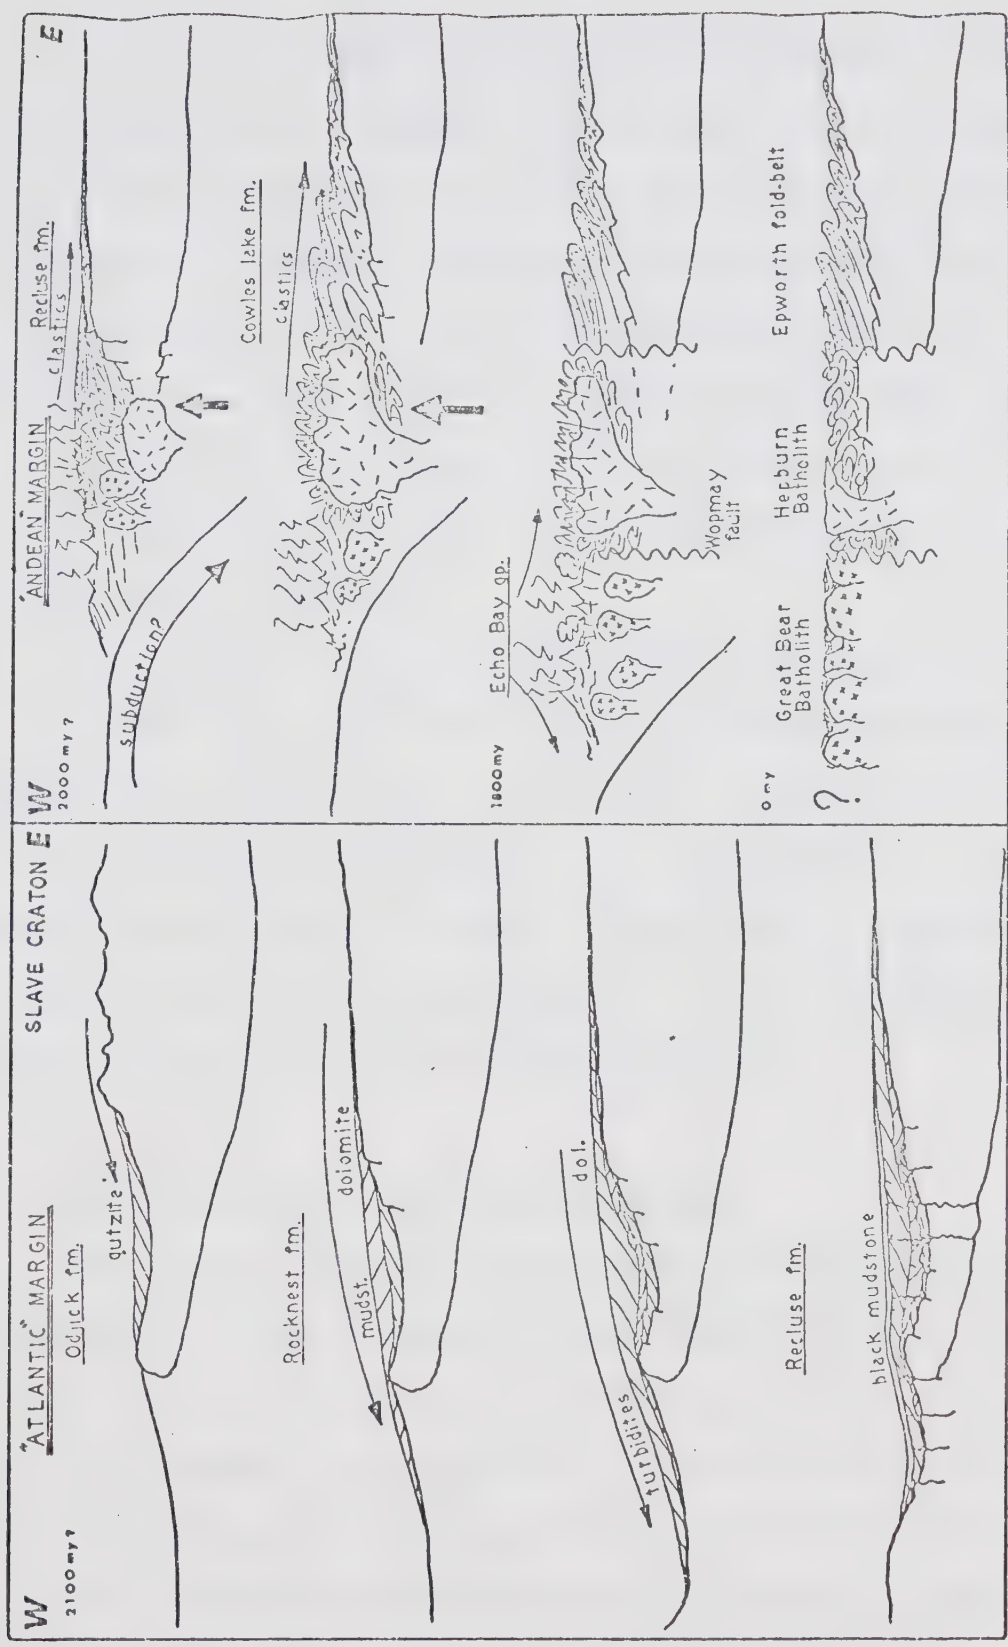 "ATLANTIC" MARGIN
SLAVE CRATON
W
E
2100my?
Odjick fm.
qutzite
Rocknest fm.
mudst.
dolomite
turbidites
dol.
Recluse fm.
black mudstone
"ANDEAN" MARGIN
W
E
2000my?
clastics
Recluse fm.
subduction?
Cowles lake fm.
clastics
1800my
Echo Bay gp.
Wopmay
fault
0my
?
Great Bear
Batholith
Hepburn
Batholith
Epworth fold-belt